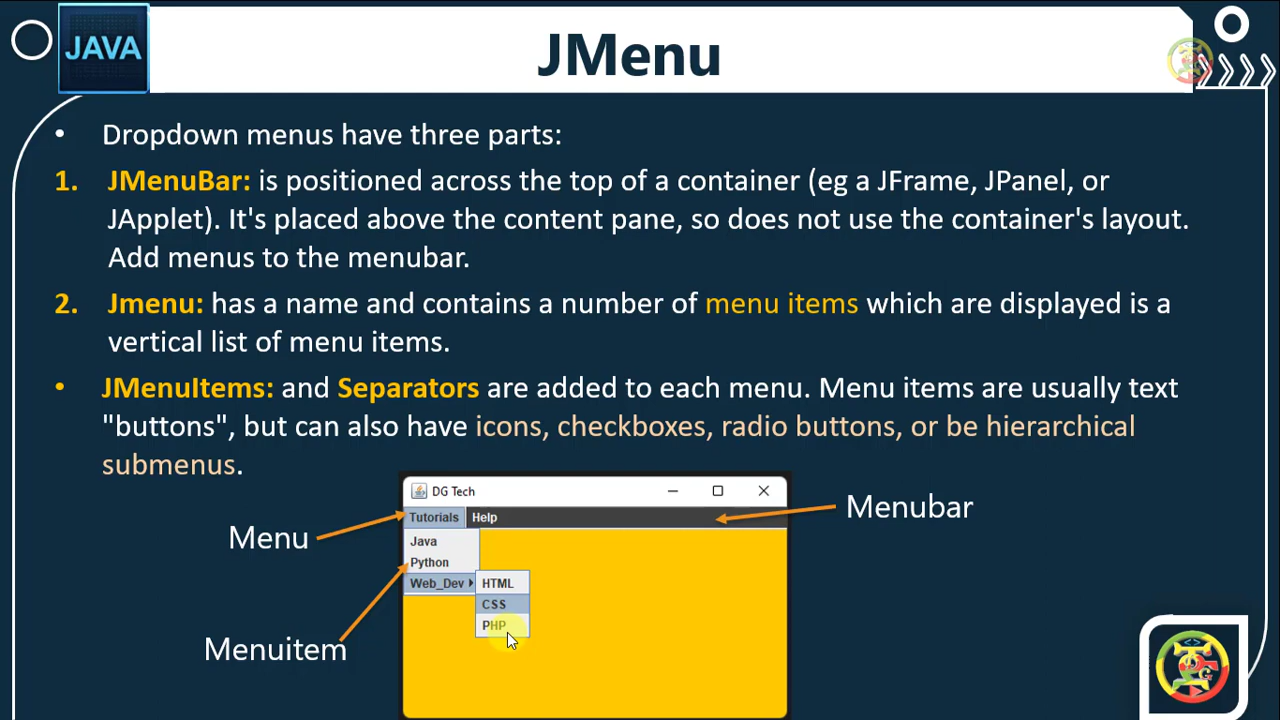 JAVA
JMenu
• Dropdown menus have three parts:
1. JMenuBar: is positioned across the top of a container (eg a JFrame, JPanel, or
JApplet). It's placed above the content pane, so does not use the container's layout.
Add menus to the menubar.
2. Jmenu: has a name and contains a number of menu items which are displayed is a
vertical list of menu items.
• JMenuItems: and Separators are added to each menu. Menu items are usually text
"buttons", but can also have icons, checkboxes, radio buttons, or be hierarchical
submenus.
DG Tech
Menubar
Tutorials Help
Menu
Java
Python
Web_Dev HTML
CSS
PHP
Menuitem